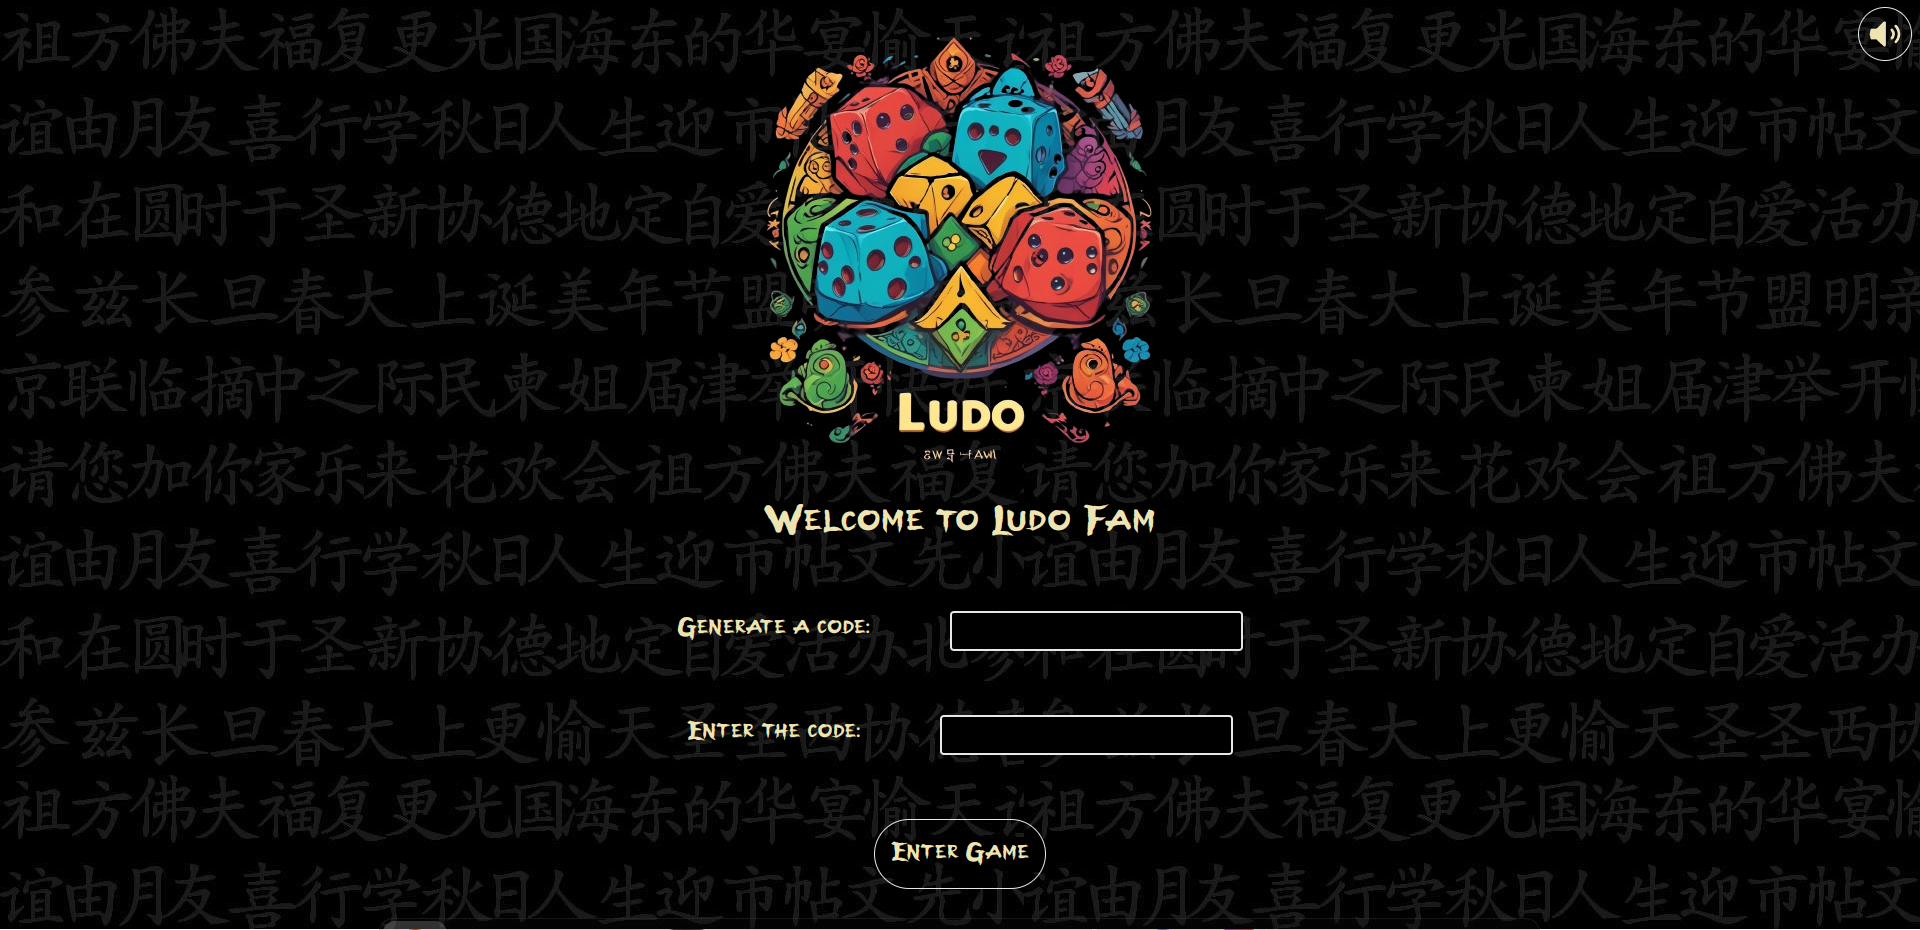 祖方佛夫福复更光国海东的华宴愉天 祖方佛夫福复更光国海东的华宴愉
谊由月友喜行学秋日人生迎市 月友喜行学秋日人生迎市帖文
和在圆时于圣新协德地定自爱 圆时于圣新协德地定自爱活办
参兹长旦春大上诞美年节盟 长旦春大上诞美年节盟明亲
京联临摘中之际民柬姐届津举 临摘中之际民柬姐届津举开
LUDO
请您加你家乐来花欢会祖方佛夫福复 请您加你家乐来花欢会祖方佛夫
Welcome to Ludo Fam
谊由月友喜行学秋日人生迎市帖文先小谊由月友喜行学秋日人生迎市帖文
Generate a code:
和在圆时于圣新协德地定自爱活办北参和在圆时于圣新协德地定自爱活办
Enter the code:
参兹长旦春大上更愉天圣圣西协 旦春大上更愉天圣圣西协
祖方佛夫福复更光国海东的华宴愉天 祖方佛夫福复更光国海东的华宴愉
Enter Game
谊由月友喜行学秋日人生迎市帖文先小谊由月友喜行学秋日人生迎市帖文